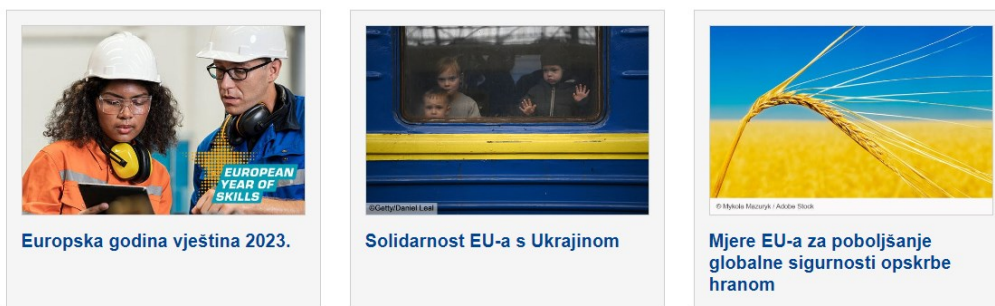 EUROPEAN
YEAR OF
SKILLS
Europska godina vještina 2023.
©Getty/Daniel Leal
Solidarnost EU-a s Ukrajinom
© Mykola Mazuryk / Adobe Stock
Mjere EU-a za poboljšanje
globalne sigurnosti opskrbe
hranom